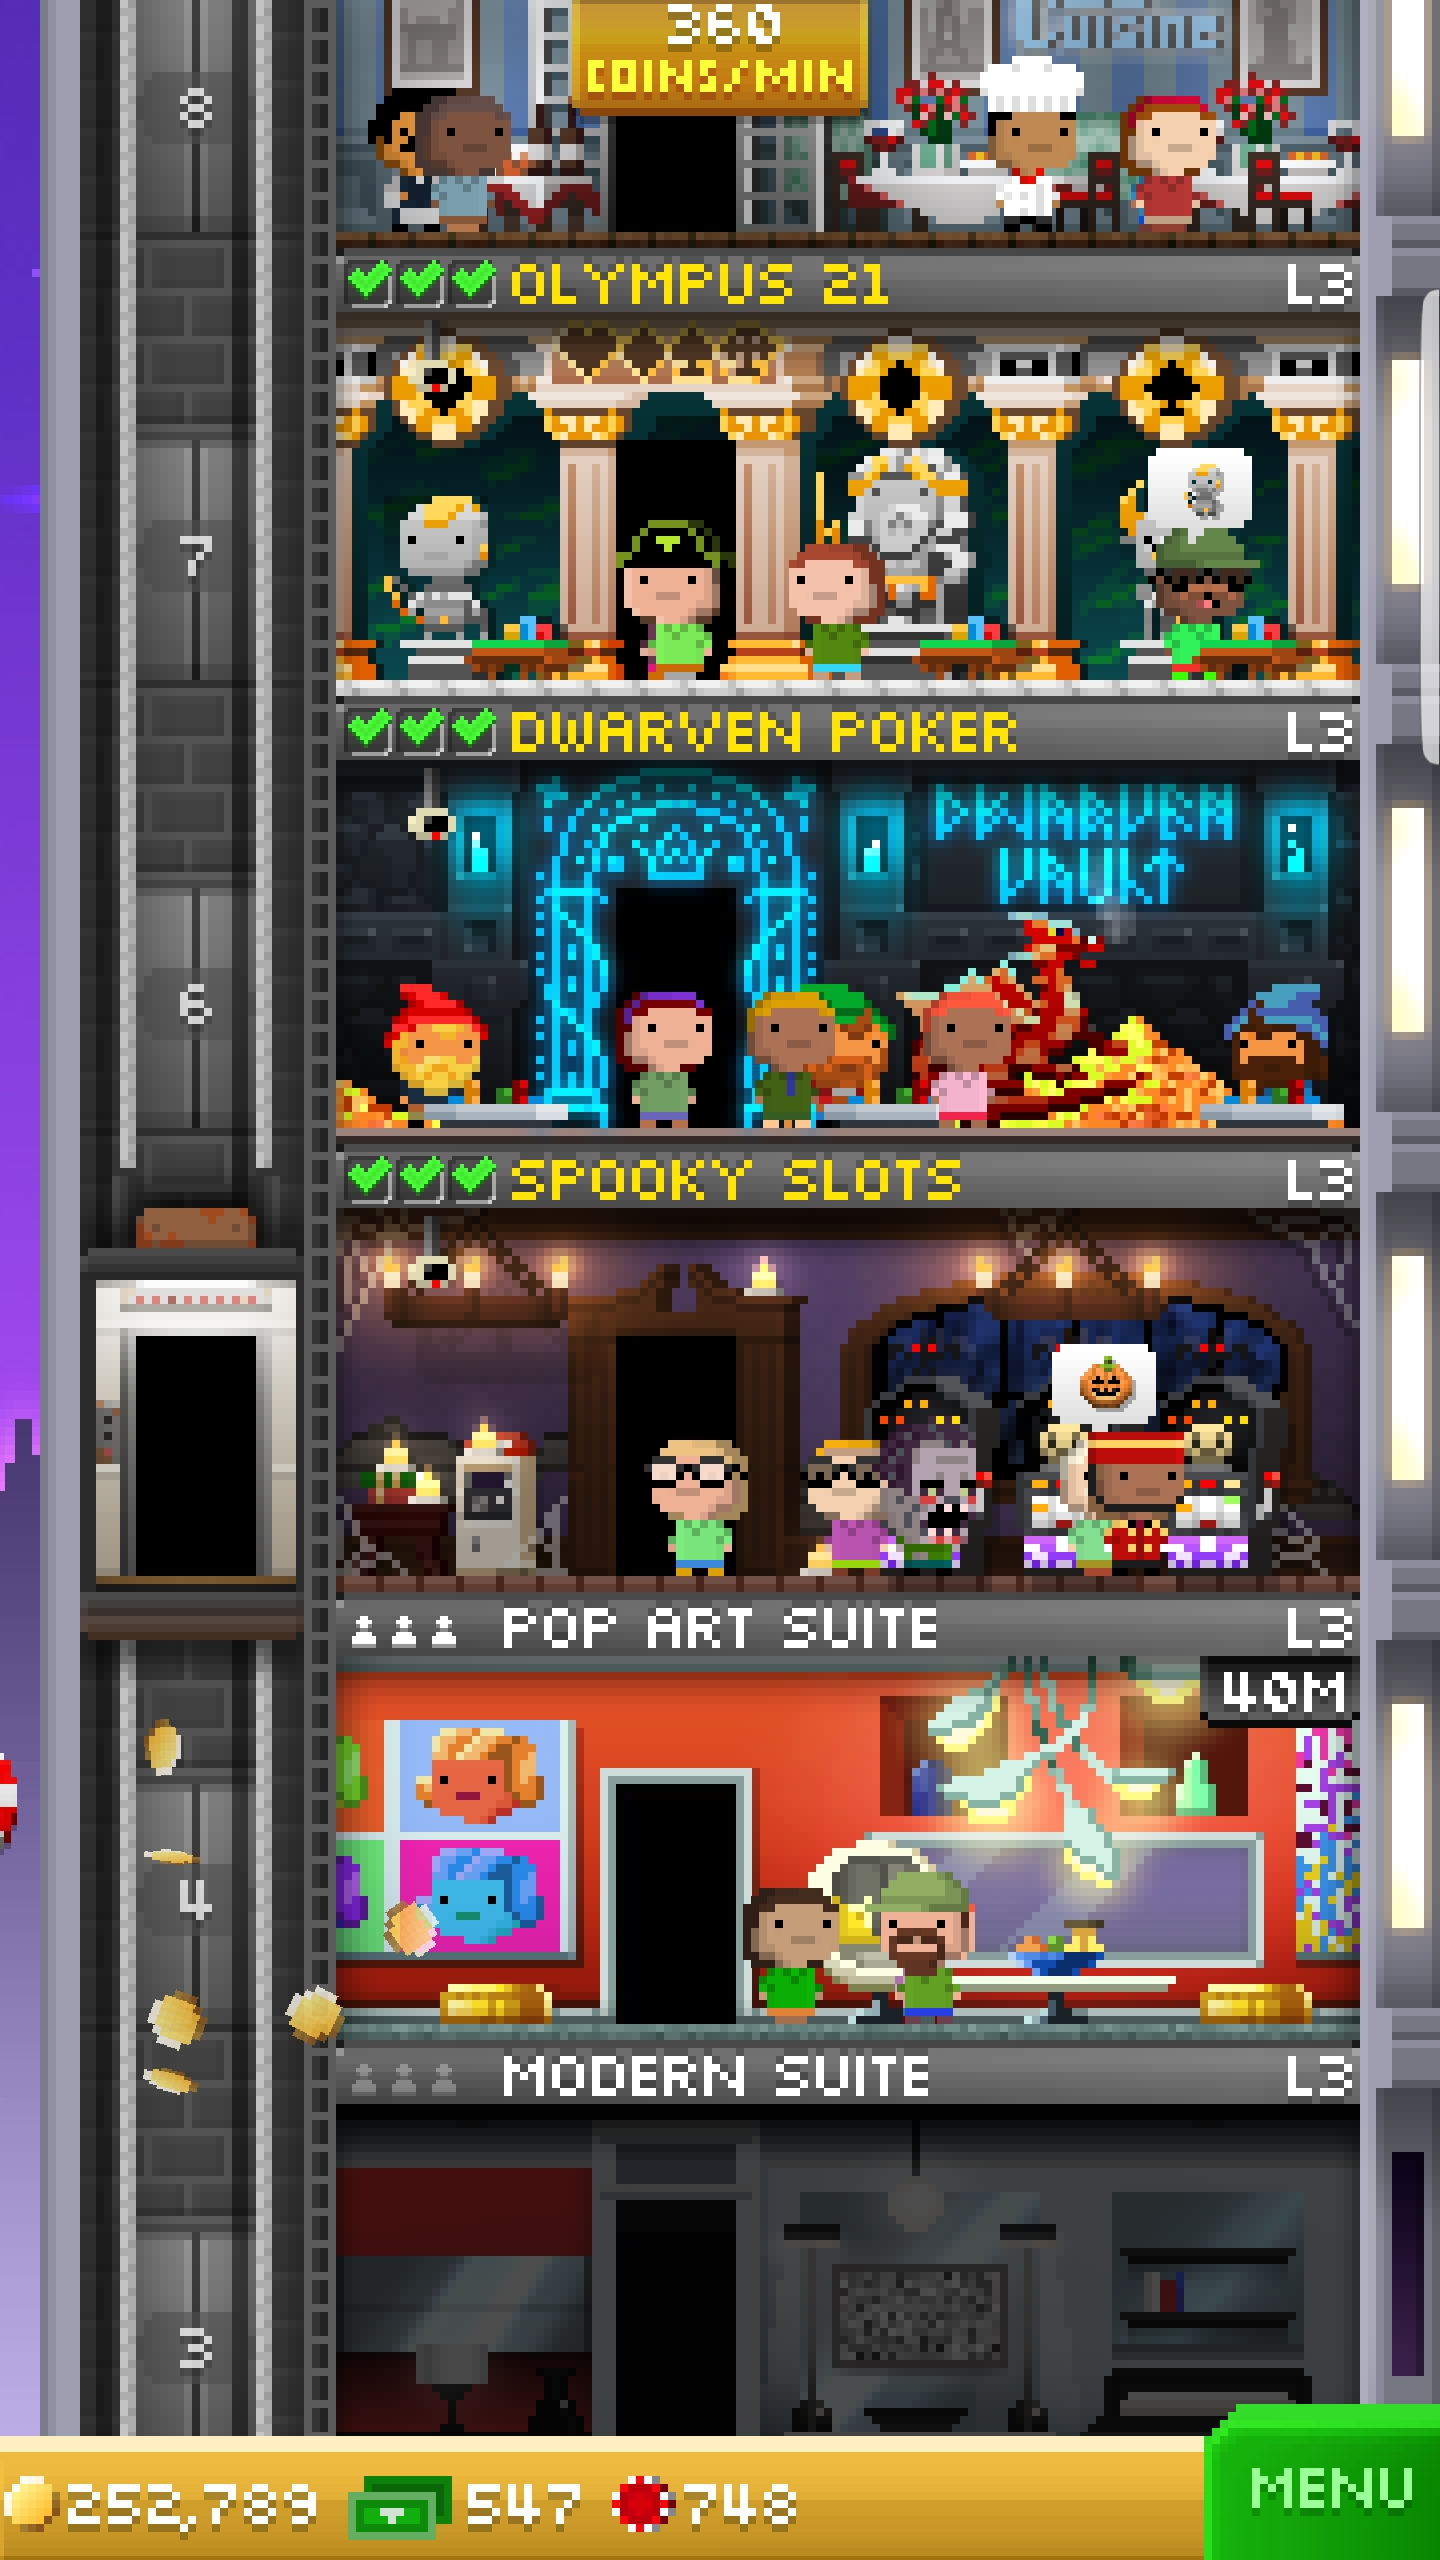 Cuisine
360
COINS/MIN
8
OLYMPUS 21 L3
7
DWARVEN POKER L3
DWARVEN
VAULT
6
SPOOKY SLOTS L3
POP ART SUITE L3
40M
4
MODERN SUITE L3
3
252,789 547 748
MENU